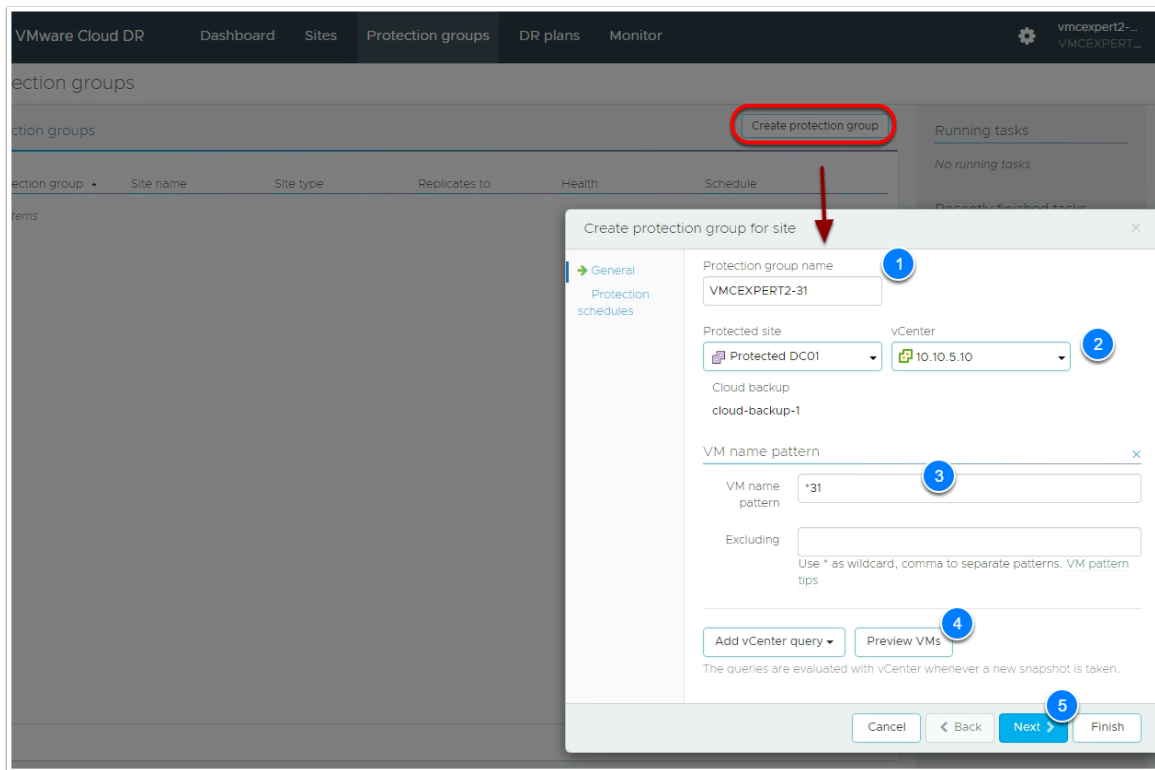 VMware Cloud DR Dashboard Sites Protection groups DR plans Monitor vmcexpert2-...
VMCEXPERT...
ection groups
ction groups
Create protection group
Running tasks
No running tasks
ection group Site name Site type Replicates to Health Schedule
tems
Recently finished tasks
Create protection group for site
General
Protection schedules
Protection group name
1
VMCEXPERT2-31
Protected site
vCenter
2
Protected DC01
10.10.5.10
Cloud backup
cloud-backup-1
VM name pattern
3
VM name
pattern
*31
Excluding
Use * as wildcard, comma to separate patterns. VM pattern
tips
4
Add vCenter query
Preview VMs
The queries are evaluated with vCenter whenever a new snapshot is taken.
5
Cancel
Back
Next
Finish